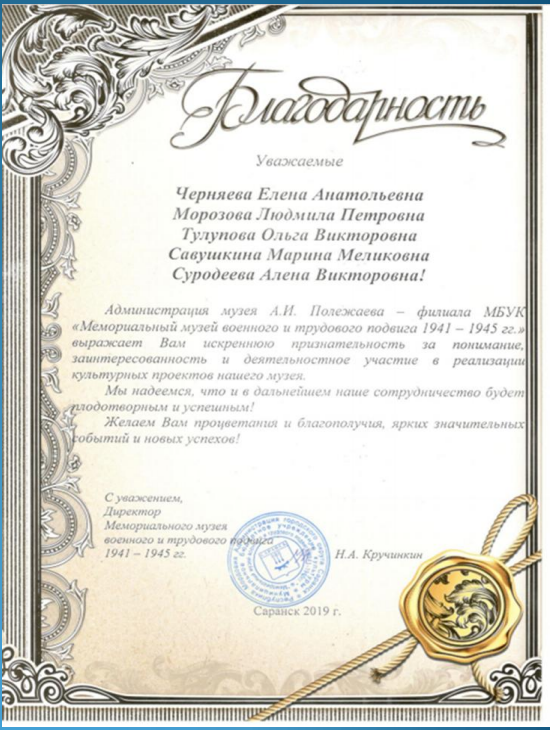 Благодарность
Уважаемые
Черняева Елена Анатольевна
Морозова Людмила Петровна
Тулупова Ольга Викторовна
Савушкина Марина Меликовна
Суродеева Алена Викторовна!
Администрация музея А.И. Полежаева – филиала МБУК
«Мемориальный музей военного и трудового подвига 1941 – 1945 гг.»
выражает Вам искреннюю признательность за понимание,
заинтересованность и деятельностное участие в реализации
культурных проектов нашего музея.
Мы надеемся, что и в дальнейшем наше сотрудничество будет
плодотворным и успешным!
Желаем Вам процветания и благополучия, ярких значительных
событий и новых успехов!
С уважением,
Директор
Мемориального музея
военного и трудового подвига
1941 – 1945 гг.
Н.А. Кручинкин
Саранск 2019 г.